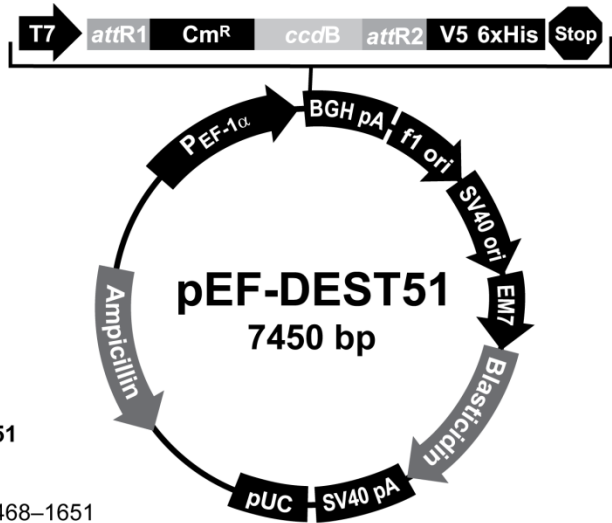 T7 attR1 CmR ccdB attR2 V5 6xHis Stop
PEF-1α
BGH pA
f1 ori
SV40 ori
EM7
Blasticidin
SV40 pA
pUC
Ampicillin
pEF-DEST51
7450 bp
51
468–1651